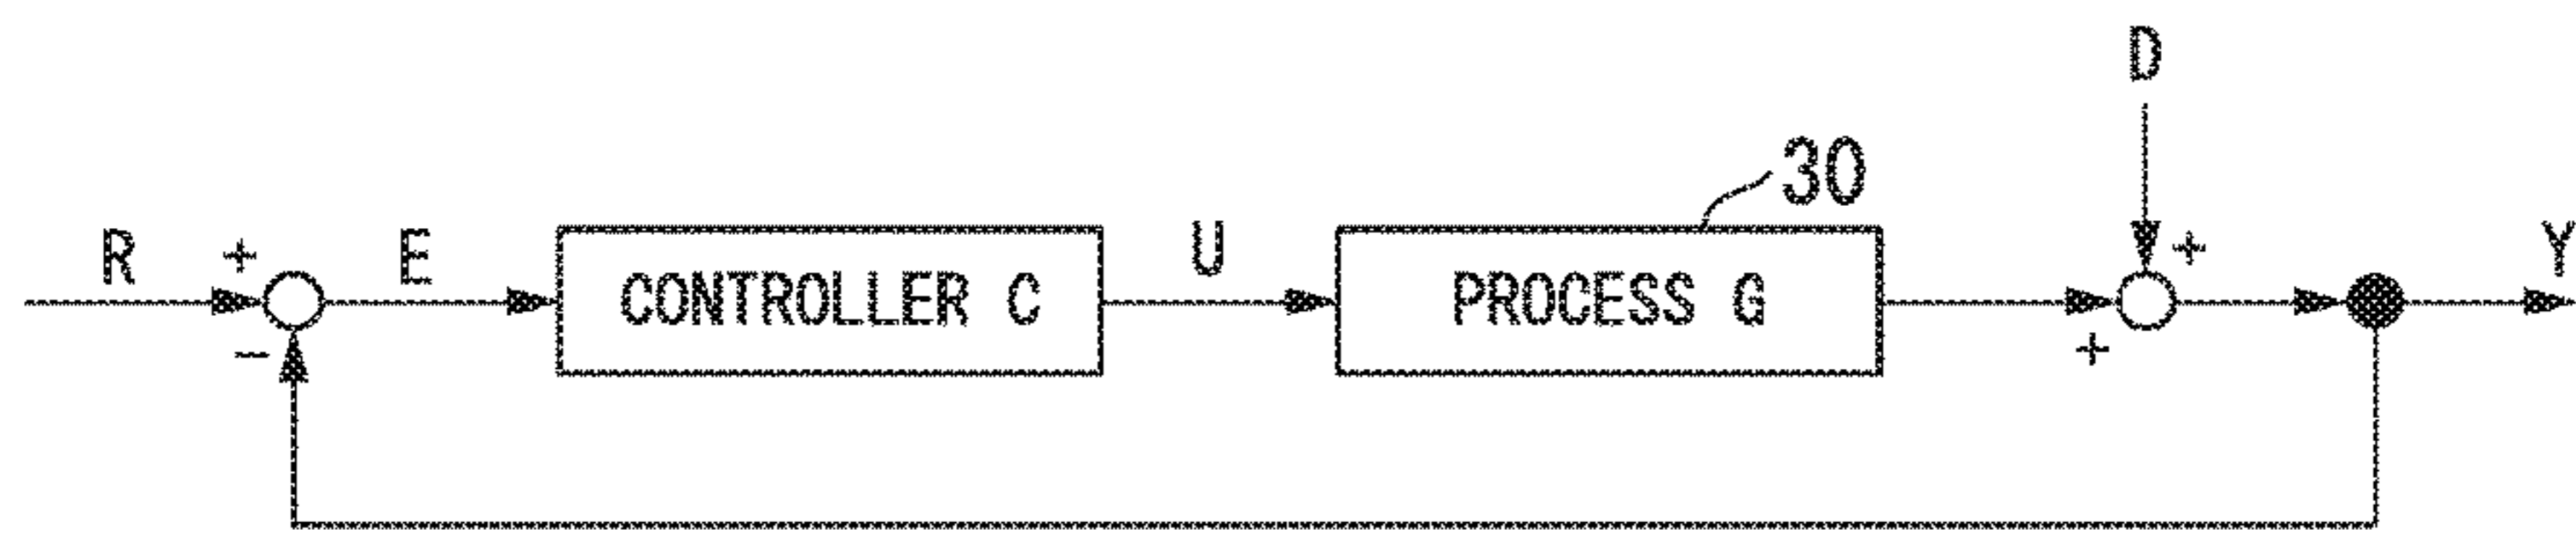 D
30
R + E U + Y
CONTROLLER C PROCESS G
- +